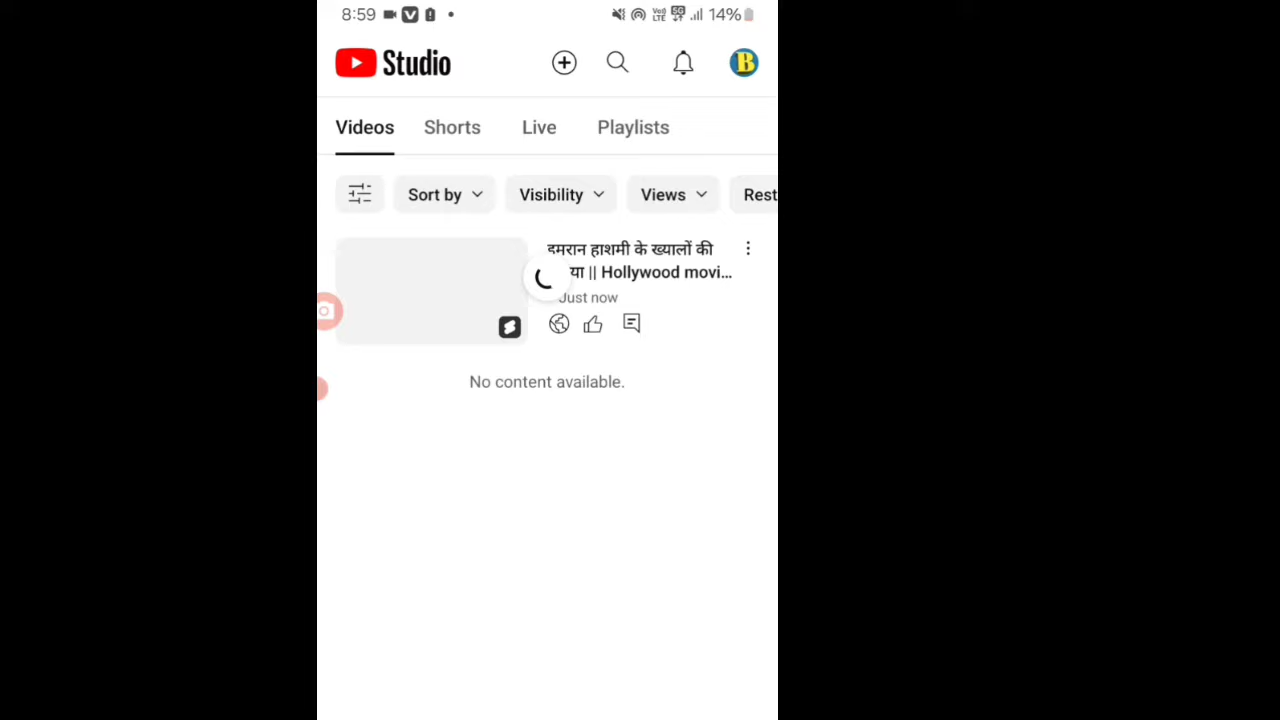 8:59 14%
Studio
Videos Shorts Live Playlists
Sort by Visibility Views Rest
इमरान हाशमी के ख्यालों की
|| Hollywood movi...
Just now
No content available.